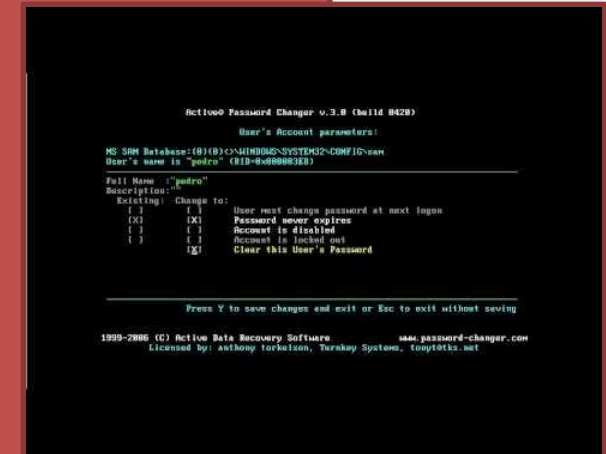 Active@ Password Changer v.3.0 (build 0420)
User's Account parameters:
MS SAM Database:(0)(0)<>\WINDOWS\SYSTEM32\CONFIG\sam
User's name is "pedro" (RID=0x000003E8)
Full Name :"pedro"
Description:""
Existing: Change to:
[ ] [ ] User must change password at next logon
[X] [X] Password never expires
[ ] [ ] Account is disabled
[ ] [ ] Account is locked out
[X] Clear this User's Password
Press Y to save changes and exit or Esc to exit without saving
1999-2006 (C) Active Data Recovery Software www.password-changer.com
Licensed by: anthony torkelson, Turnkey Systems, tonyt@tks.net